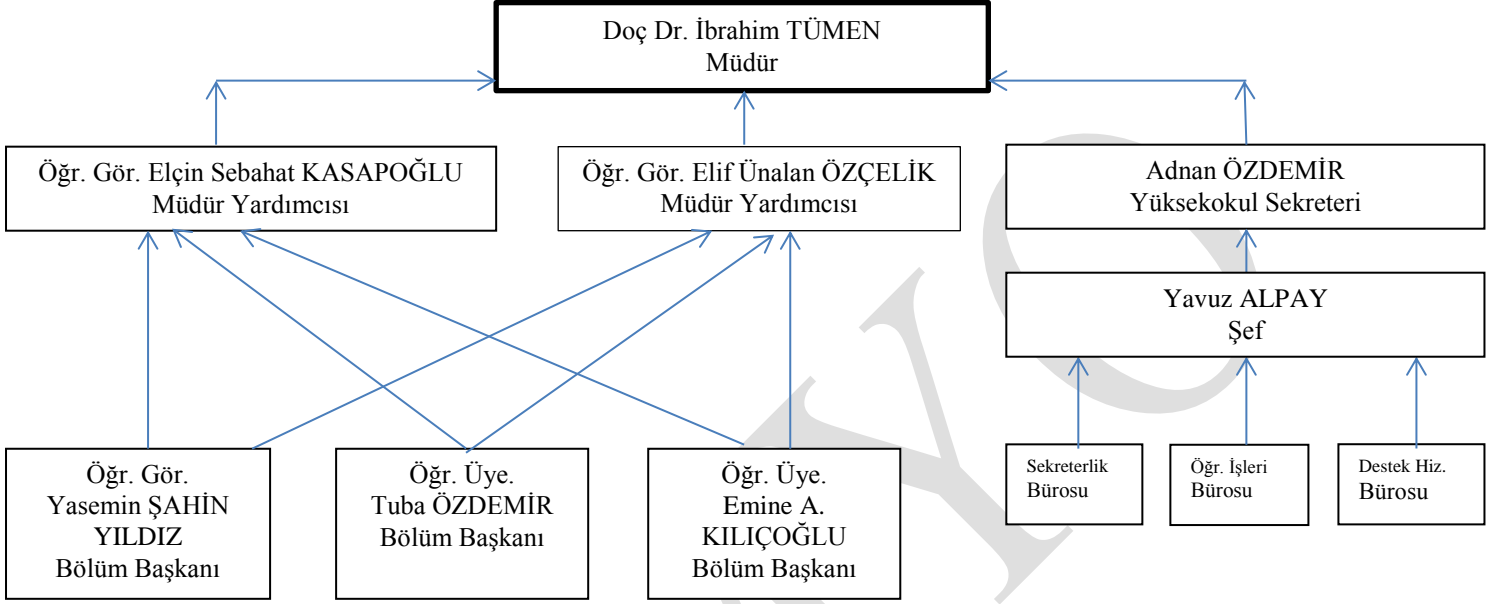 Doç Dr. İbrahim TÜMEN
Müdür
Öğr. Gör. Elçin Sebahat KASAPOĞLU
Müdür Yardımcısı
Öğr. Gör. Elif Ünalan ÖZÇELİK
Müdür Yardımcısı
Adnan ÖZDEMİR
Yüksekokul Sekreteri
Yavuz ALPAY
Şef
Öğr. Gör.
Yasemin ŞAHİN
YILDIZ
Bölüm Başkanı
Öğr. Üye.
Tuba ÖZDEMİR
Bölüm Başkanı
Öğr. Üye.
Emine A.
KILIÇOĞLU
Bölüm Başkanı
Sekreterlik
Bürosu
Öğr. İşleri
Bürosu
Destek Hiz.
Bürosu
YO